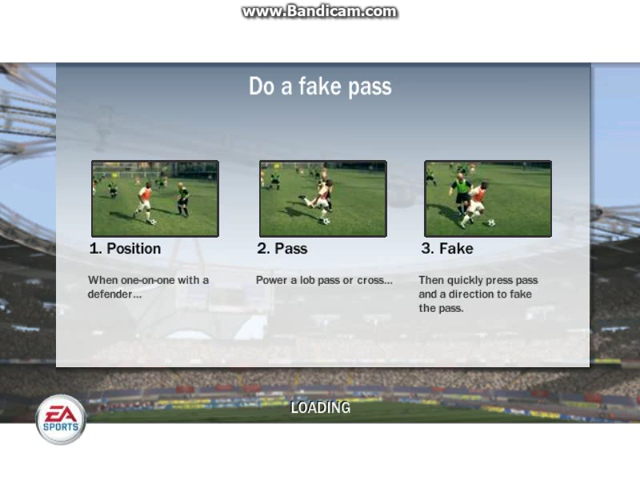 www.Bandicam.com
Do a fake pass
1. Position
When one-on-one with a
defender...
2. Pass
Power a lob pass or cross...
3. Fake
Then quickly press pass
and a direction to fake
the pass.
LOADING
EA
SPORTS